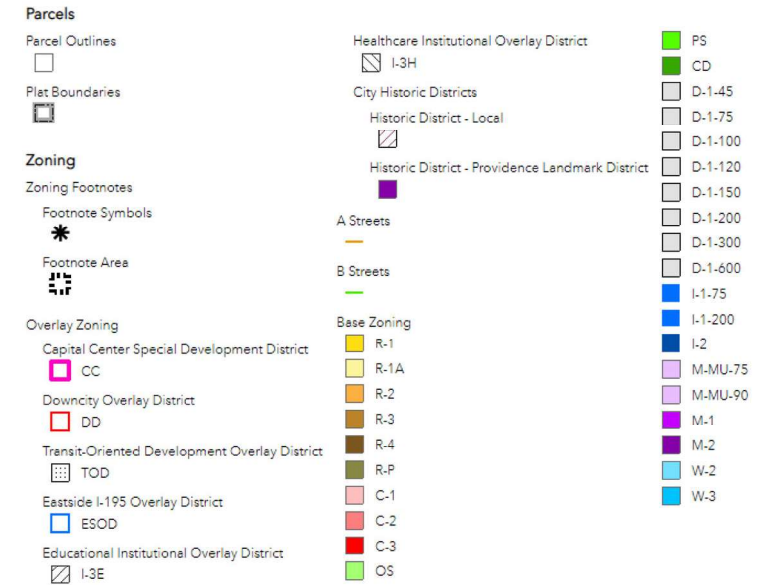 Parcels
Parcel Outlines
Plat Boundaries
Zoning
Zoning Footnotes
Footnote Symbols
Footnote Area
Overlay Zoning
Capital Center Special Development District
CC
Downcity Overlay District
DD
Transit-Oriented Development Overlay District
TOD
Eastside I-195 Overlay District
ESOD
Educational Institutional Overlay District
I-3E
Healthcare Institutional Overlay District
I-3H
City Historic Districts
Historic District - Local
Historic District - Providence Landmark District
A Streets
B Streets
Base Zoning
R-1
R-1A
R-2
R-3
R-4
R-P
C-1
C-2
C-3
OS
PS
CD
D-1-45
D-1-75
D-1-100
D-1-120
D-1-150
D-1-200
D-1-300
D-1-600
I-1-75
I-1-200
I-2
M-MU-75
M-MU-90
M-1
M-2
W-2
W-3